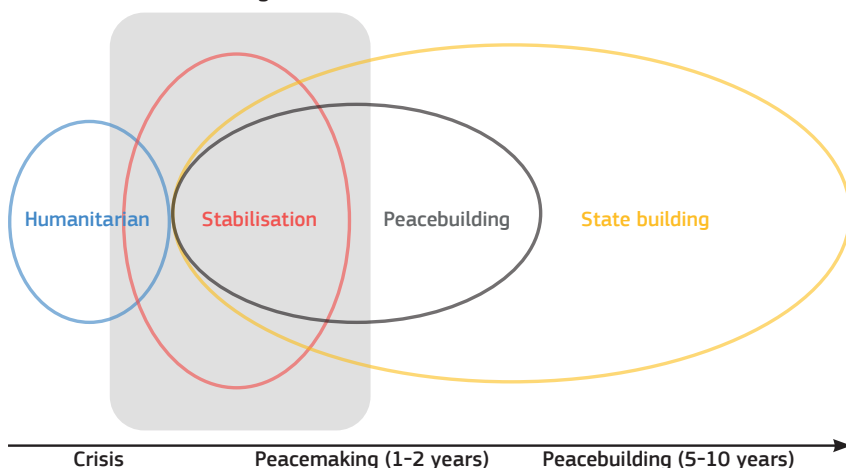 Humanitarian
Stabilisation
Peacebuilding
State building
Crisis
Peacemaking (1-2 years)
Peacebuilding (5-10 years)